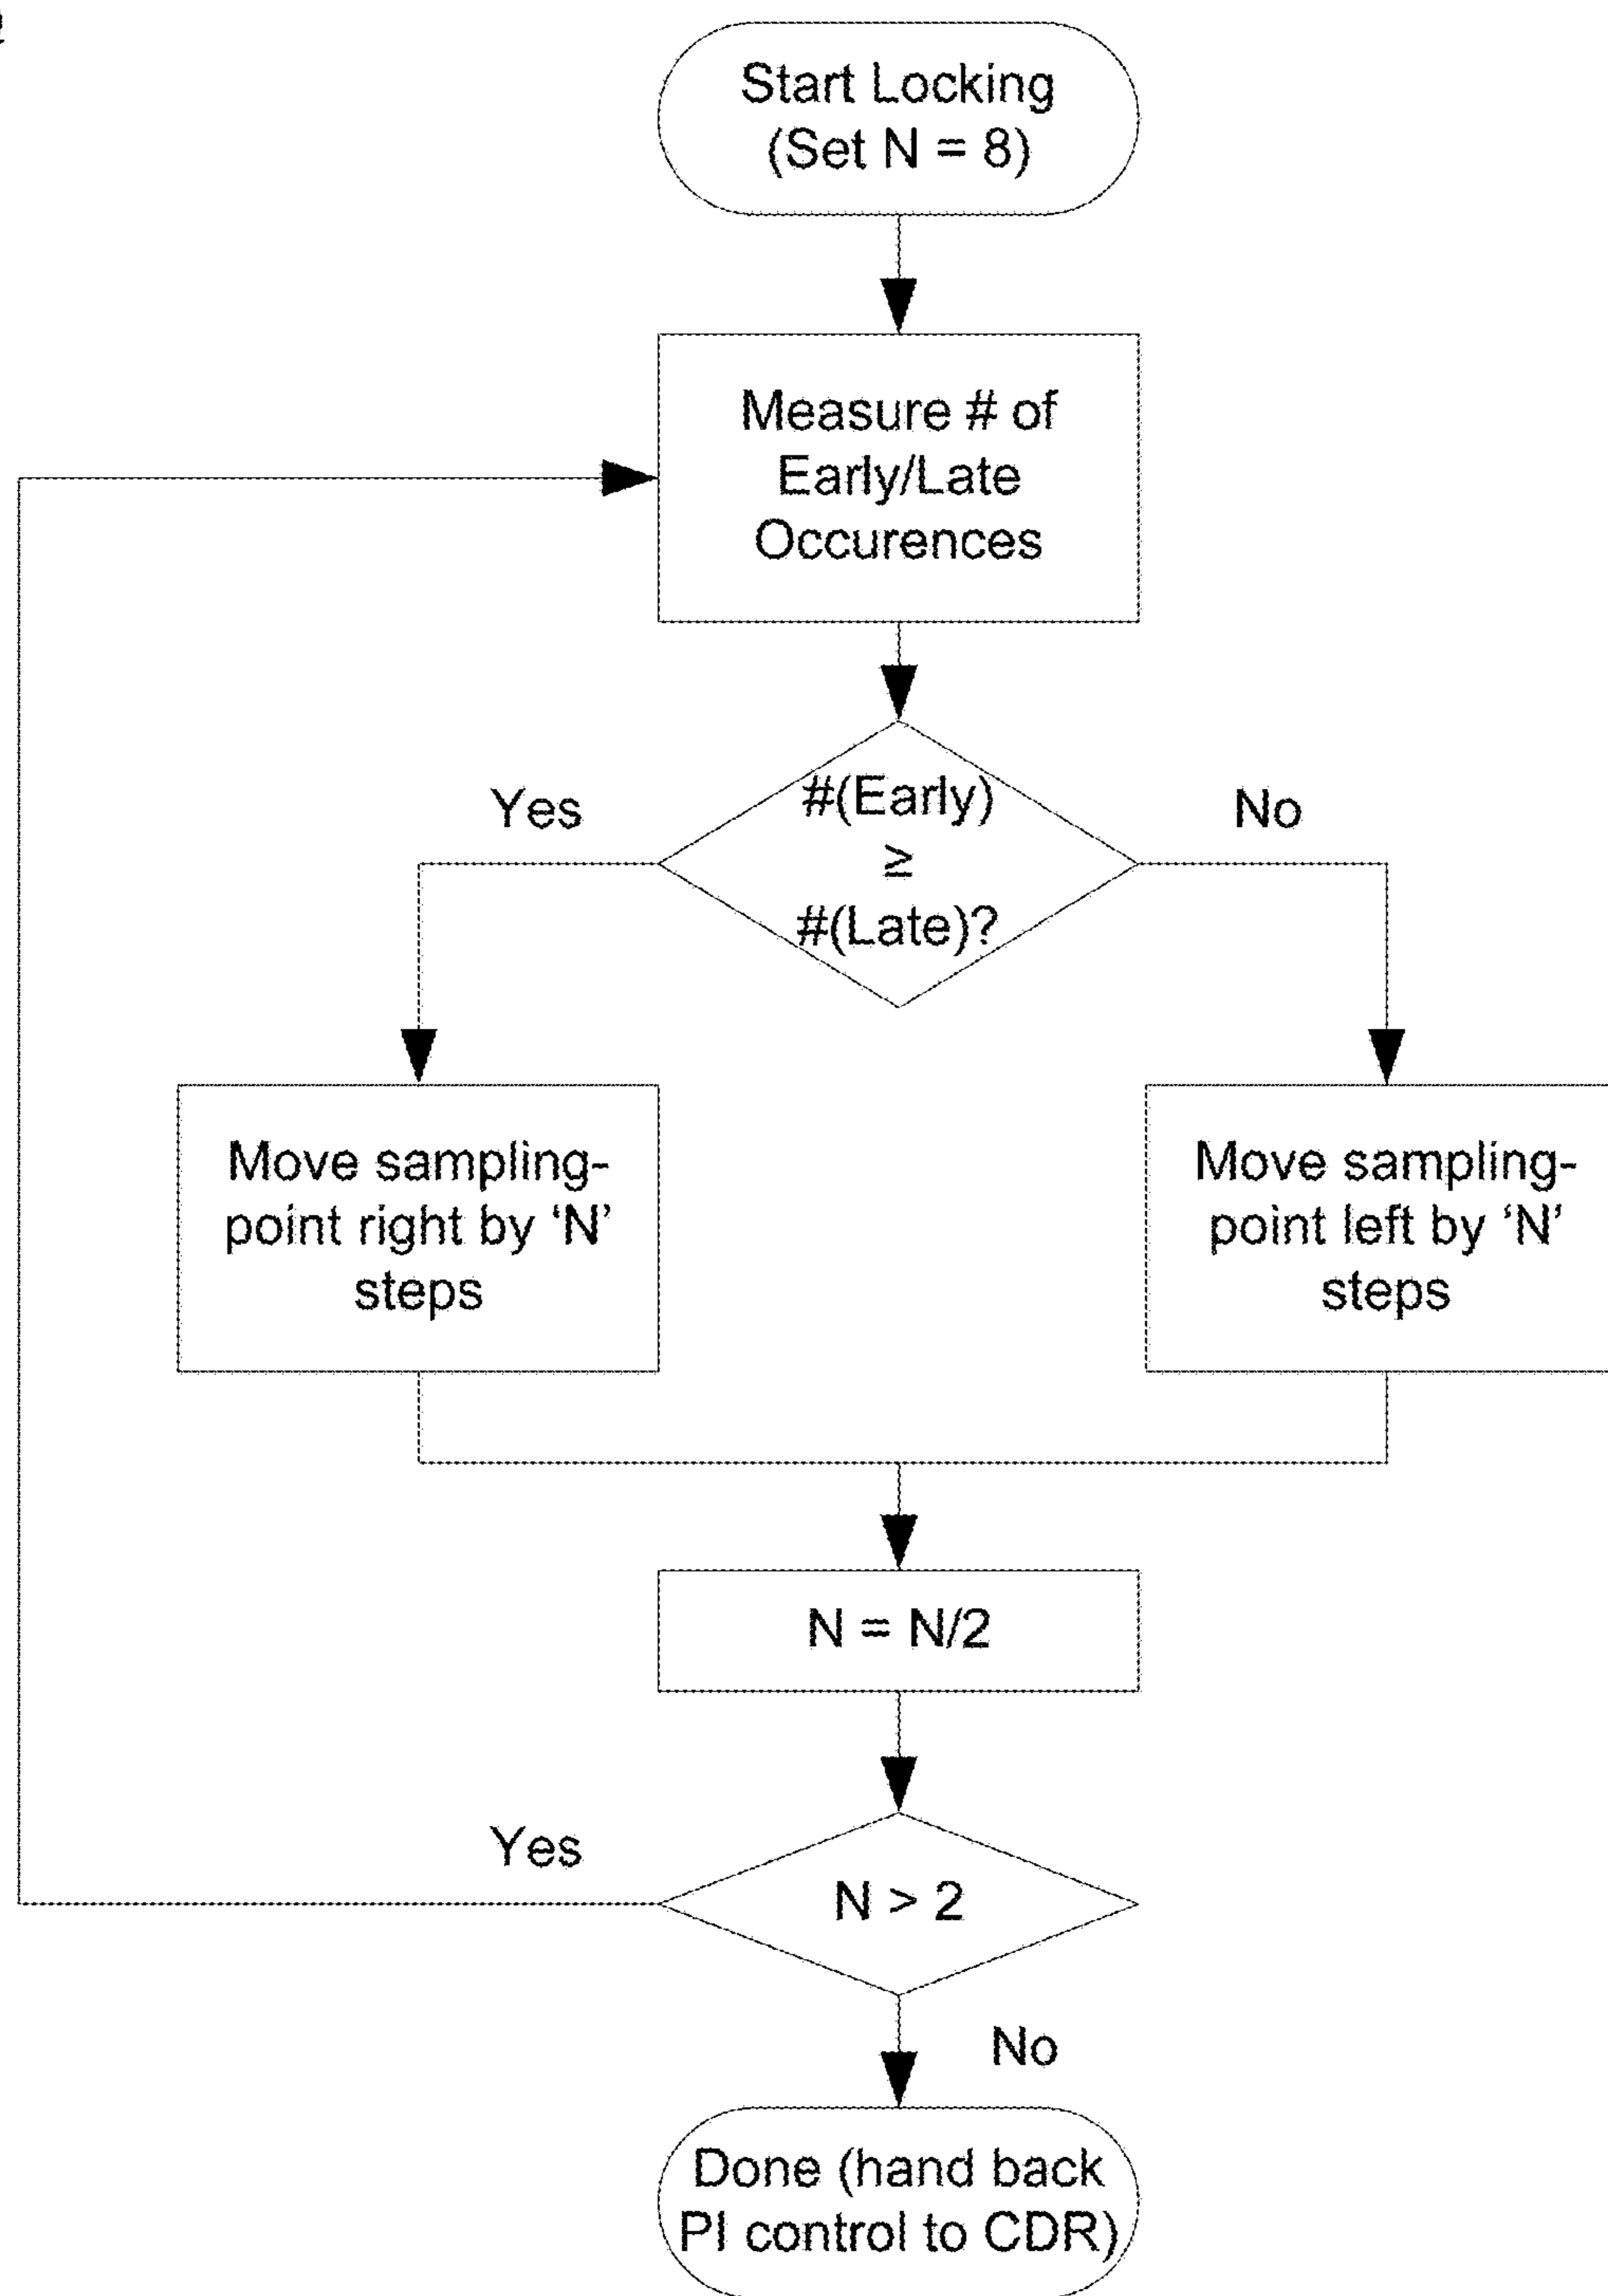 Start Locking
(Set N = 8)
Measure # of
Early/Late
Occurences
Yes
#(Early)
≥
#(Late)?
No
Move sampling-
point right by ‘N’
steps
Move sampling-
point left by ‘N’
steps
N = N/2
Yes
N > 2
No
Done (hand back
PI control to CDR)